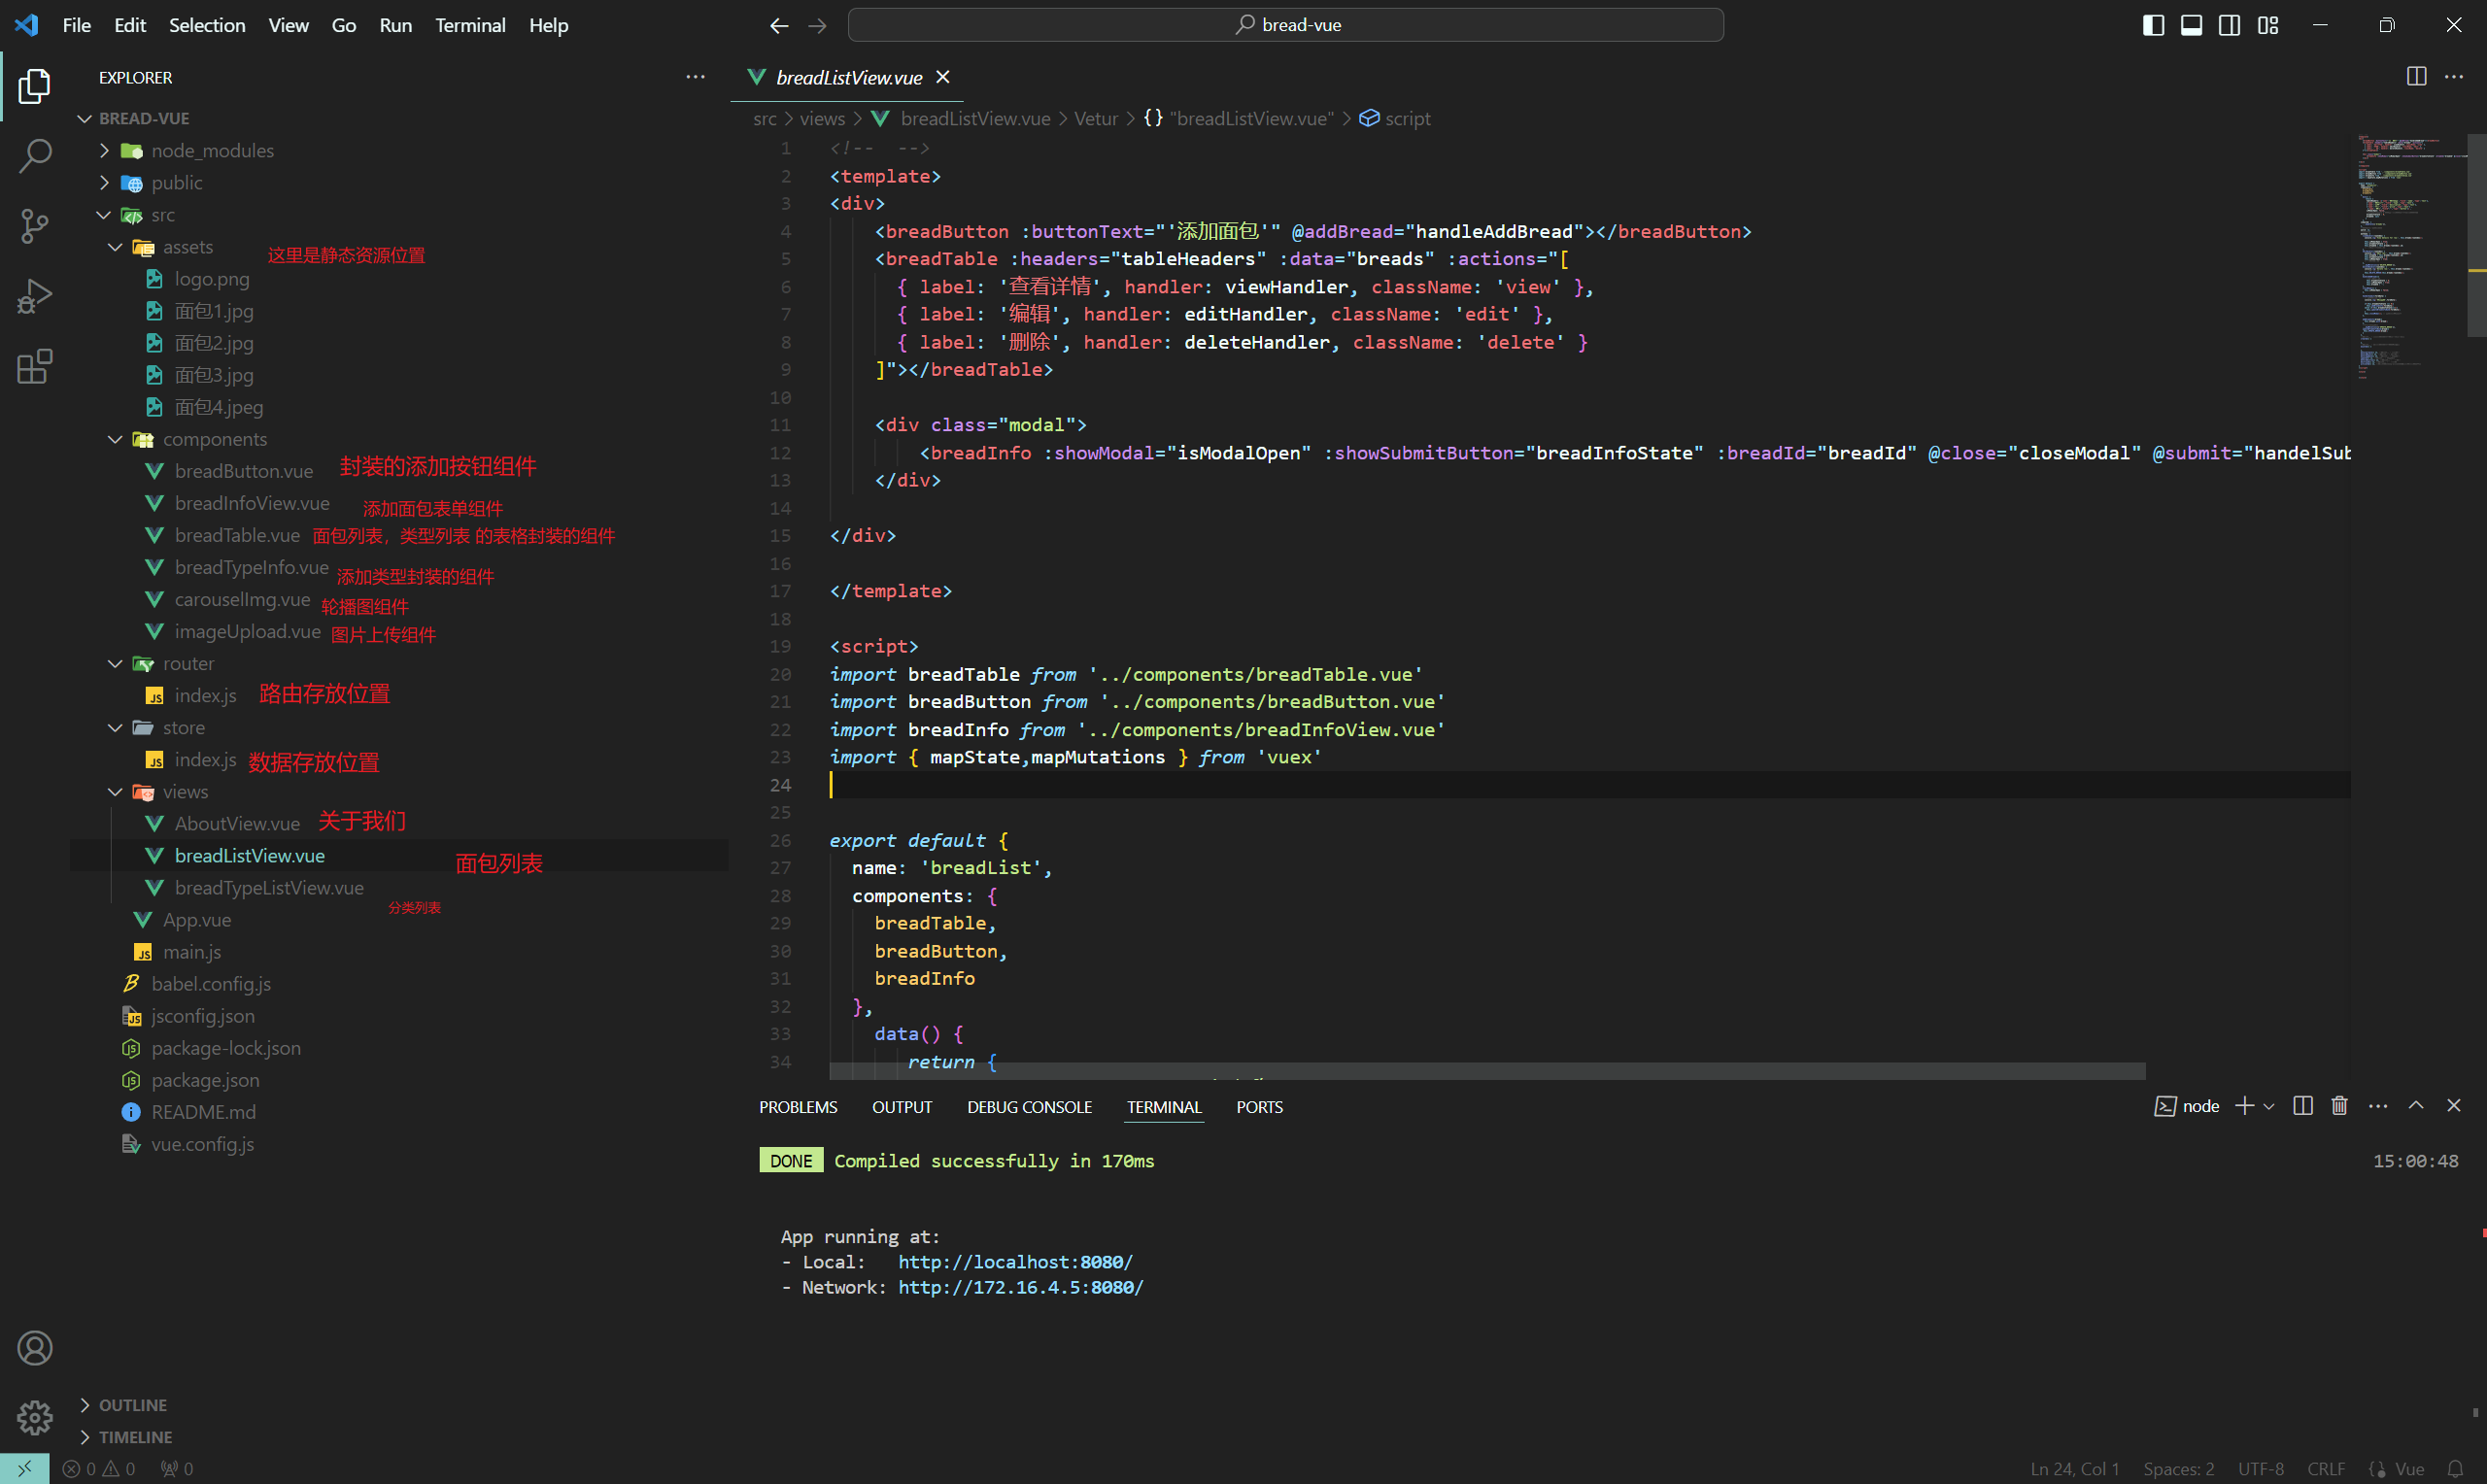 File Edit Selection View Go Run Terminal Help
bread-vue
EXPLORER
BREAD-VUE
node_modules
public
src
assets
这里是静态资源位置
logo.png
面包1.jpg
面包2.jpg
面包3.jpg
面包4.jpeg
components
breadButton.vue 封装的添加按钮组件
breadInfoView.vue 添加面包表单组件
breadTable.vue 面包列表，类型列表 的表格封装的组件
breadTypeInfo.vue 添加类型封装的组件
carouselImg.vue 轮播图组件
imageUpload.vue 图片上传组件
router
index.js 路由存放位置
store
index.js 数据存放位置
views
AboutView.vue 关于我们
breadListView.vue 面包列表
breadTypeListView.vue
分类列表
App.vue
main.js
babel.config.js
jsconfig.json
package-lock.json
package.json
README.md
vue.config.js
OUTLINE
TIMELINE
breadListView.vue
src > views > breadListView.vue > Vetur > {} "breadListView.vue" > script
1 <!--  -->
2 <template>
3 <div>
4 <breadButton :buttonText="'添加面包'" @addBread="handleAddBread"></breadButton>
5 <breadTable :headers="tableHeaders" :data="breads" :actions="[
6 { label: '查看详情', handler: viewHandler, className: 'view' },
7 { label: '编辑', handler: editHandler, className: 'edit' },
8 { label: '删除', handler: deleteHandler, className: 'delete' }
9 ]"></breadTable>
10
11 <div class="modal">
12 <breadInfo :showModal="isModalOpen" :showSubmitButton="breadInfoState" :breadId="breadId" @close="closeModal" @submit="handelSub
13 </div>
14
15 </div>
16
17 </template>
18
19 <script>
20 import breadTable from '../components/breadTable.vue'
21 import breadButton from '../components/breadButton.vue'
22 import breadInfo from '../components/breadInfoView.vue'
23 import { mapState,mapMutations } from 'vuex'
24
25
26 export default {
27 name: 'breadList',
28 components: {
29 breadTable,
30 breadButton,
31 breadInfo
32 },
33 data() {
34 return {
PROBLEMS OUTPUT DEBUG CONSOLE TERMINAL PORTS
node
DONE Compiled successfully in 170ms 15:00:48
App running at:
- Local: http://localhost:8080/
- Network: http://172.16.4.5:8080/
0 0 0
Ln 24, Col 1 Spaces: 2 UTF-8 CRLF Vue